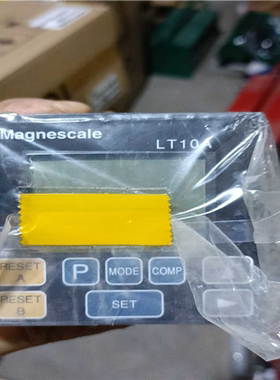 Magnescale
LT10A
RESET
A
P
MODE
COMP
RESET
B
SET